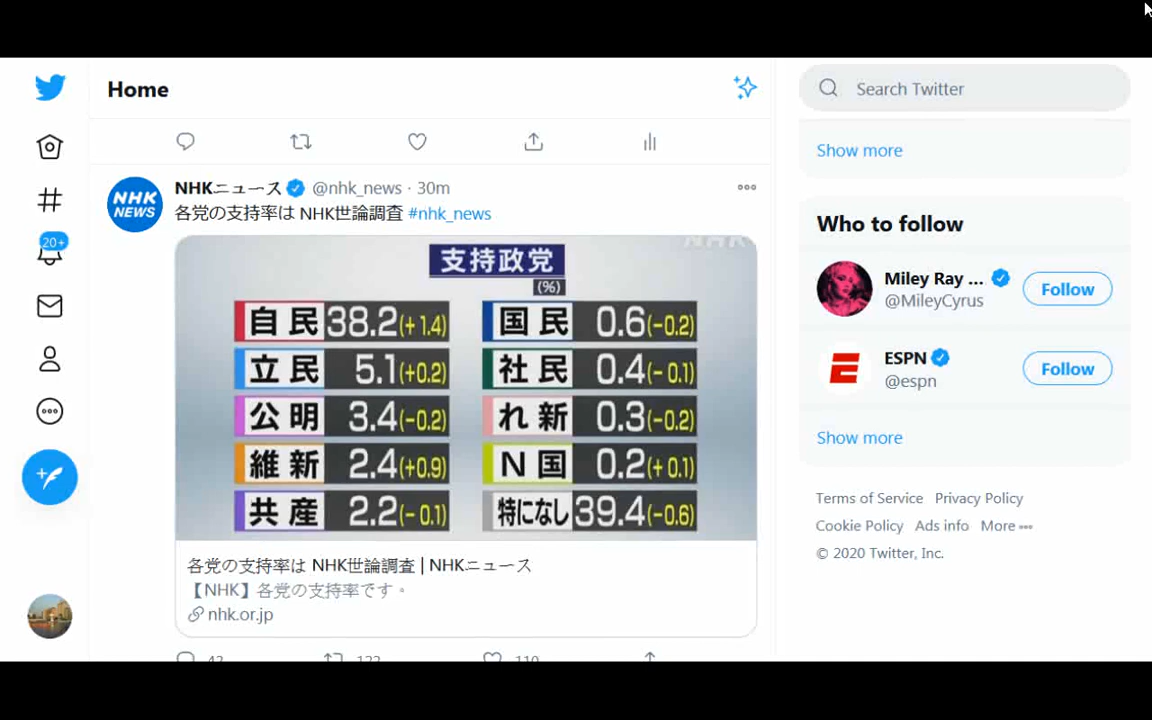 Home
Search Twitter
Show more
20+
NHKニュース @nhk_news · 30m
各党の支持率は NHK世論調査 #nhk_news
NHK NEWS
NHK
支持政党
(%)
自民 38.2(+1.4)
立民 5.1(+0.2)
公明 3.4(-0.2)
維新 2.4(+0.9)
共産 2.2(-0.1)
国民 0.6(-0.2)
社民 0.4(-0.1)
れ新 0.3(-0.2)
N国 0.2(+0.1)
特になし 39.4(-0.6)
各党の支持率は NHK世論調査 | NHKニュース
【NHK】各党の支持率です。
nhk.or.jp
42 122 110
Who to follow
Miley Ray ...
@MileyCyrus
Follow
ESPN
@espn
Follow
Show more
Terms of Service Privacy Policy
Cookie Policy Ads info More
© 2020 Twitter, Inc.